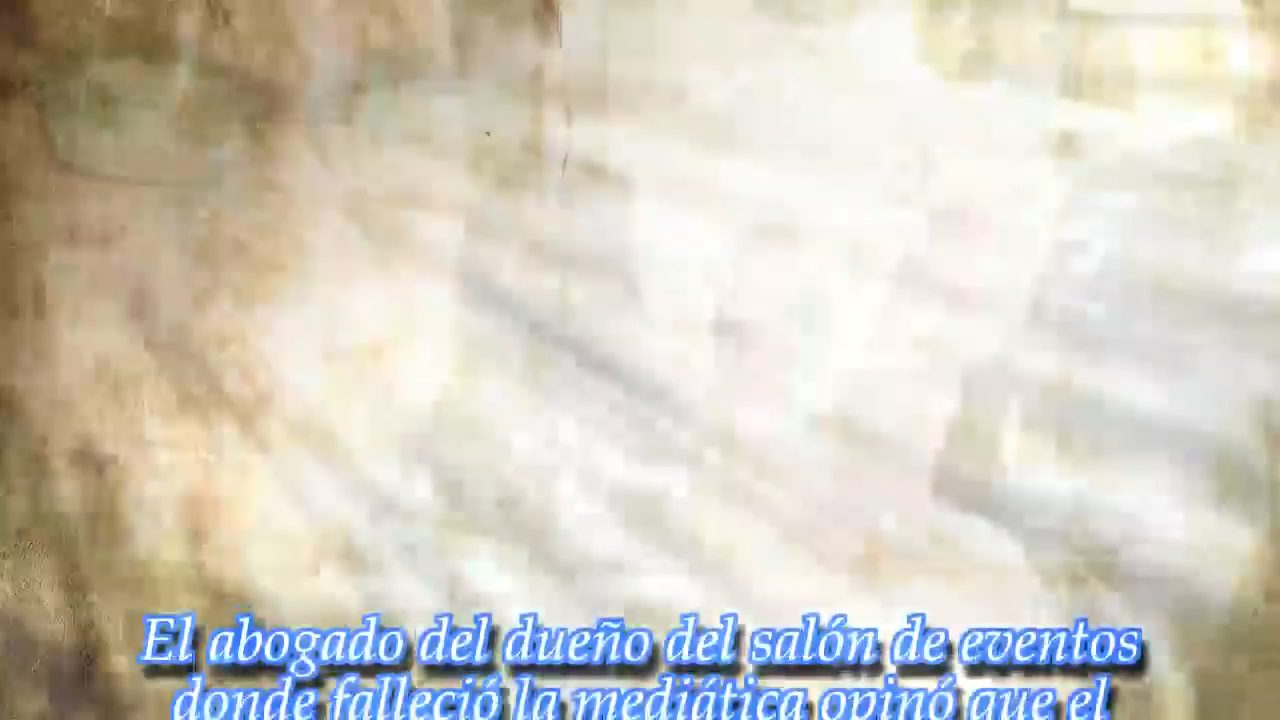 El abogado del dueño del salón de eventos
donde falleció la mediática opinó que el